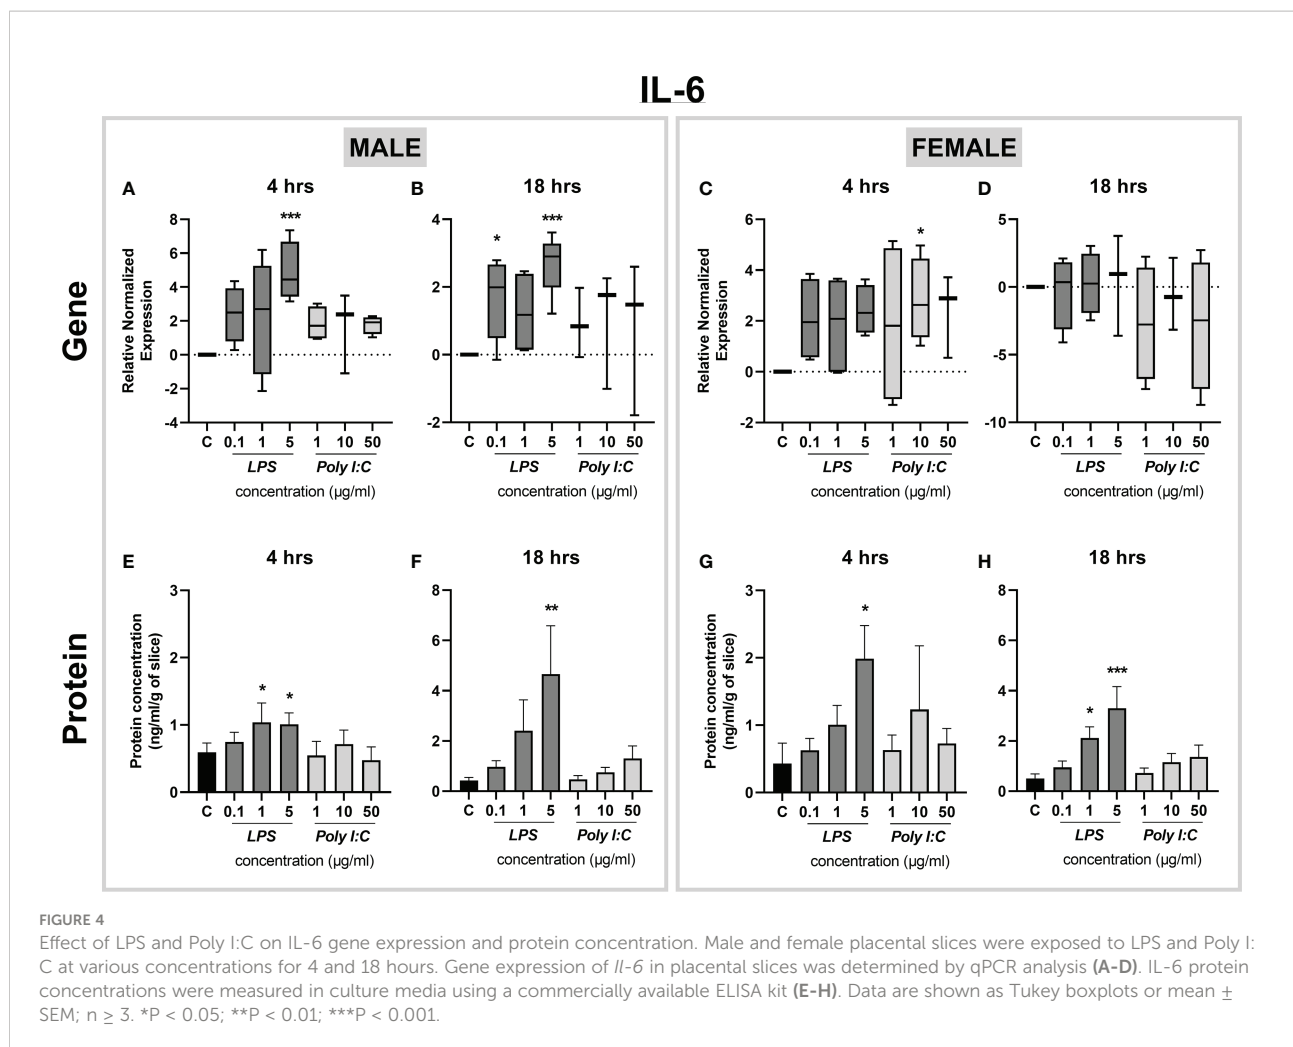 IL-6
MALE
FEMALE
Gene
A
4 hrs
***
Relative Normalized
Expression
8
6
4
2
0
-2
-4
C 0.1 1 5 1 10 50
LPS Poly I:C
concentration (µg/ml)
B
18 hrs
* ***
4
2
0
-2
C 0.1 1 5 1 10 50
LPS Poly I:C
concentration (µg/ml)
C
4 hrs
*
Relative Normalized
Expression
6
4
2
0
-2
C 0.1 1 5 1 10 50
LPS Poly I:C
concentration (µg/ml)
D
18 hrs
5
0
-5
-10
C 0.1 1 5 1 10 50
LPS Poly I:C
concentration (µg/ml)
Protein
E
4 hrs
* *
Protein concentration
(ng/ml/g of slice)
3
2
1
0
C 0.1 1 5 1 10 50
LPS Poly I:C
concentration (µg/ml)
F
18 hrs
**
8
6
4
2
0
C 0.1 1 5 1 10 50
LPS Poly I:C
concentration (µg/ml)
G
4 hrs
*
Protein concentration
(ng/ml/g of slice)
3
2
1
0
C 0.1 1 5 1 10 50
LPS Poly I:C
concentration (µg/ml)
H
18 hrs
* ***
8
6
4
2
0
C 0.1 1 5 1 10 50
LPS Poly I:C
concentration (µg/ml)
FIGURE 4
Effect of LPS and Poly I:C on IL-6 gene expression and protein concentration. Male and female placental slices were exposed to LPS and Poly I:
C at various concentrations for 4 and 18 hours. Gene expression of Il-6 in placental slices was determined by qPCR analysis (A-D). IL-6 protein
concentrations were measured in culture media using a commercially available ELISA kit (E-H). Data are shown as Tukey boxplots or mean ±
SEM; n ≥ 3. *P < 0.05; **P < 0.01; ***P < 0.001.